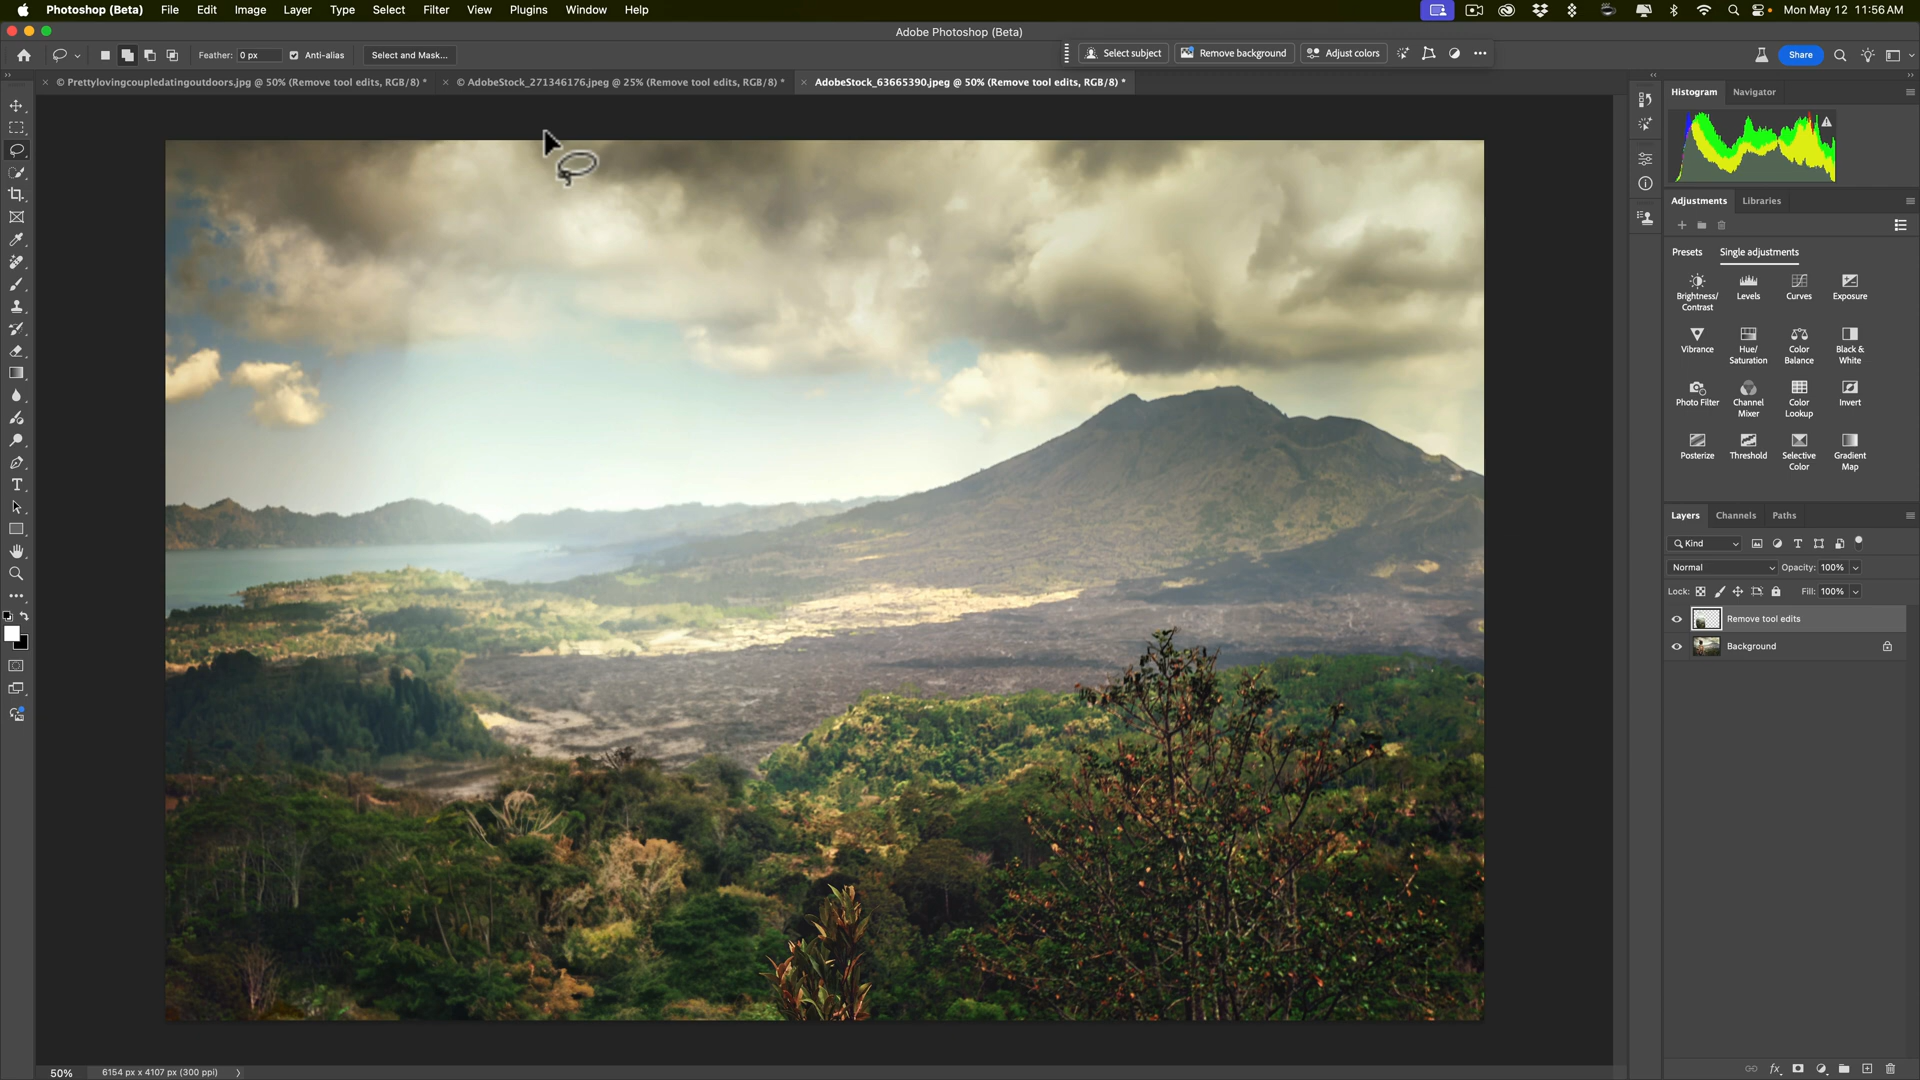 Photoshop (Beta) File Edit Image Layer Type Select Filter View Plugins Window Help Mon May 12 11:56 AM
Adobe Photoshop (Beta)
Feather: 0 px Anti-alias Select and Mask... Select subject Remove background Adjust colors Share
© Prettylovingcoupledatingoutdoors.jpg @ 50% (Remove tool edits, RGB/8) * © AdobeStock_271346176.jpeg @ 25% (Remove tool edits, RGB/8) * AdobeStock_63665390.jpeg @ 50% (Remove tool edits, RGB/8) *
Histogram Navigator
Adjustments Libraries
Presets Single adjustments
Brightness/
Contrast
Levels
Curves
Exposure
Vibrance
Hue/
Saturation
Color
Balance
Black &
White
Photo Filter
Channel
Mixer
Color
Lookup
Invert
Posterize
Threshold
Selective
Color
Gradient
Map
Layers Channels Paths
Kind
Normal Opacity: 100%
Lock: Fill: 100%
Remove tool edits
Background
50% 6154 px x 4107 px (300 ppi)